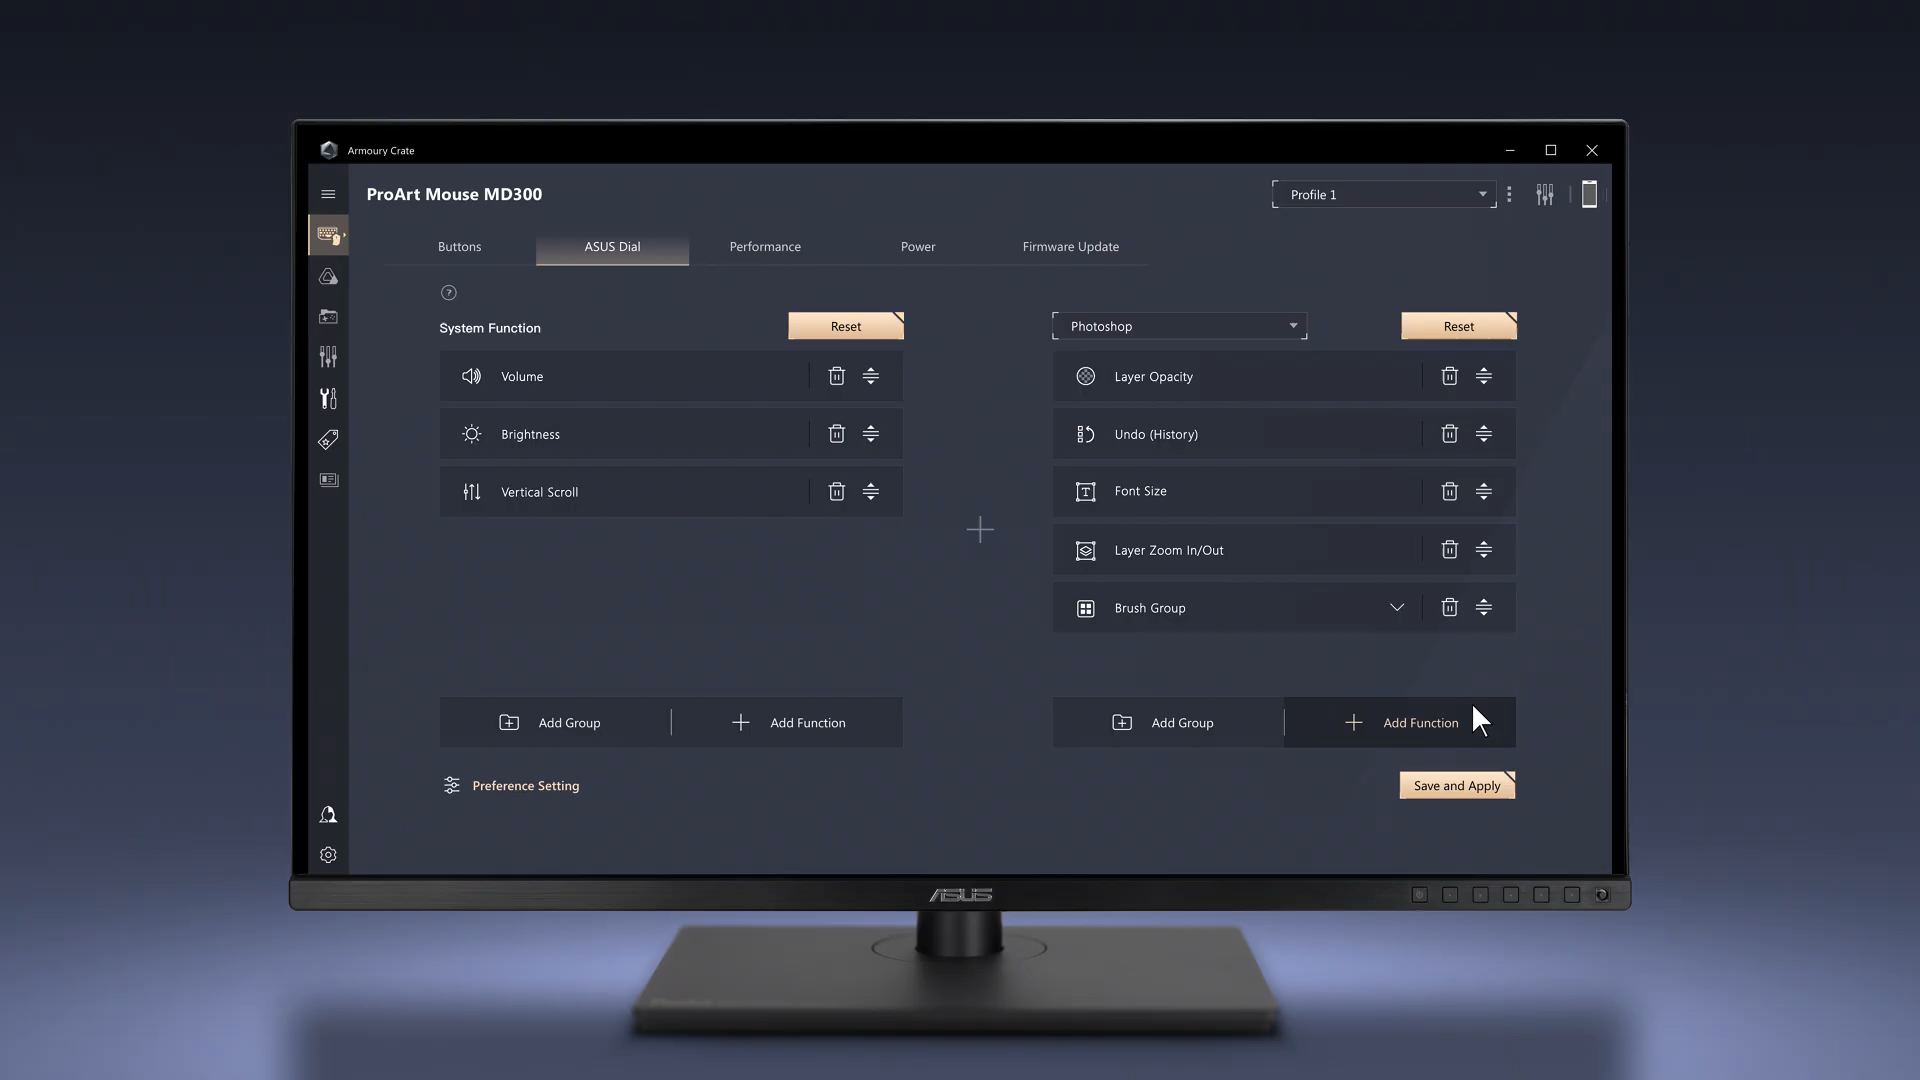 Armoury Crate
ProArt Mouse MD300
Profile 1
Buttons
ASUS Dial
Performance
Power
Firmware Update
?
System Function
Reset
Volume
Brightness
Vertical Scroll
Add Group
Add Function
Preference Setting
Photoshop
Reset
Layer Opacity
Undo (History)
T Font Size
Layer Zoom In/Out
Brush Group
Add Group
Add Function
Save and Apply
ASUS